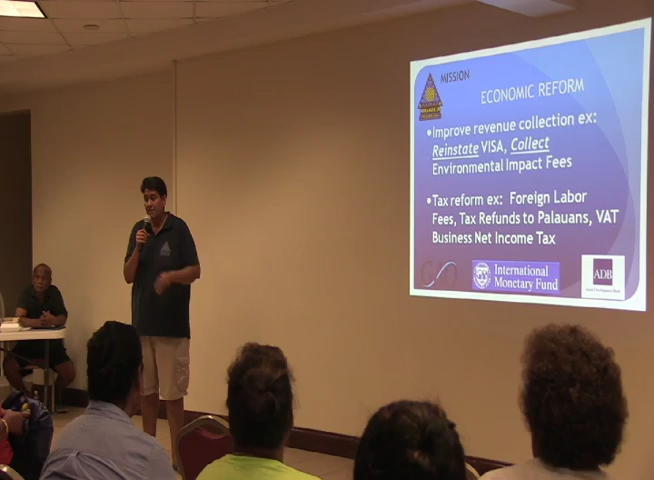 MISSION
ECONOMIC REFORM
•Improve revenue collection ex:
Reinstate VISA, Collect
Environmental Impact Fees
•Tax reform ex: Foreign Labor
Fees, Tax Refunds to Palauans, VAT
Business Net Income Tax
International
Monetary Fund
ADB